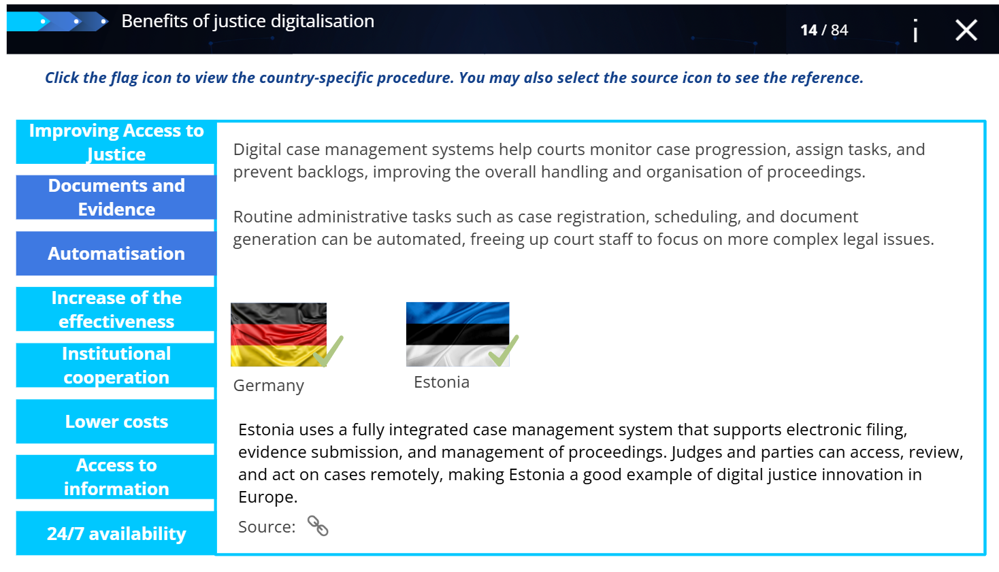 Benefits of justice digitalisation
14 / 84
i
Click the flag icon to view the country-specific procedure. You may also select the source icon to see the reference.
Improving Access to
Justice
Documents and
Evidence
Automatisation
Increase of the
effectiveness
Institutional
cooperation
Lower costs
Access to
information
24/7 availability
Digital case management systems help courts monitor case progression, assign tasks, and
prevent backlogs, improving the overall handling and organisation of proceedings.
Routine administrative tasks such as case registration, scheduling, and document
generation can be automated, freeing up court staff to focus on more complex legal issues.
Germany
Estonia
Estonia uses a fully integrated case management system that supports electronic filing,
evidence submission, and management of proceedings. Judges and parties can access, review,
and act on cases remotely, making Estonia a good example of digital justice innovation in
Europe.
Source: